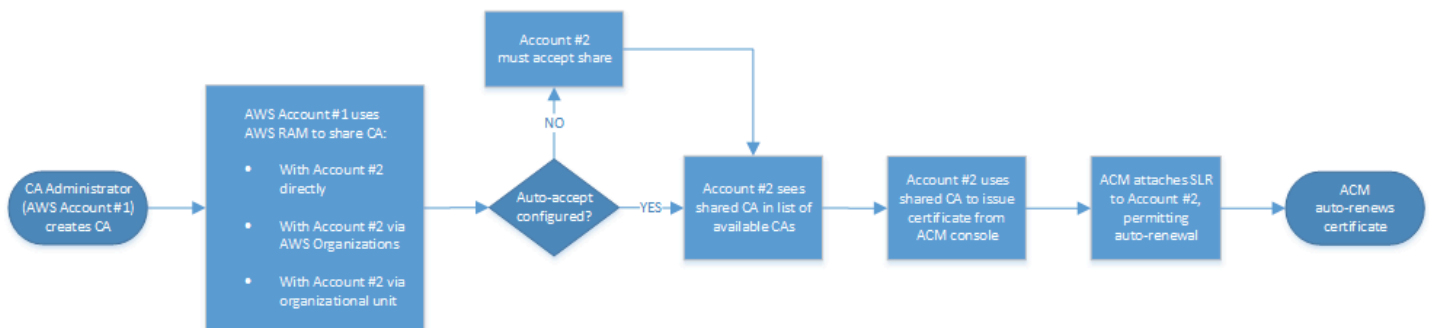 CA Administrator
(AWS Account #1)
creates CA
AWS Account #1 uses
AWS RAM to share CA:
• With Account #2
directly
• With Account #2 via
AWS Organizations
• With Account #2 via
organizational unit
Auto-accept
configured?
NO
Account #2
must accept share
YES
Account #2 sees
shared CA in list of
available CAs
Account #2 uses
shared CA to issue
certificate from
ACM console
ACM attaches SLR
to Account #2,
permitting
auto-renewal
ACM
auto-renews
certificate